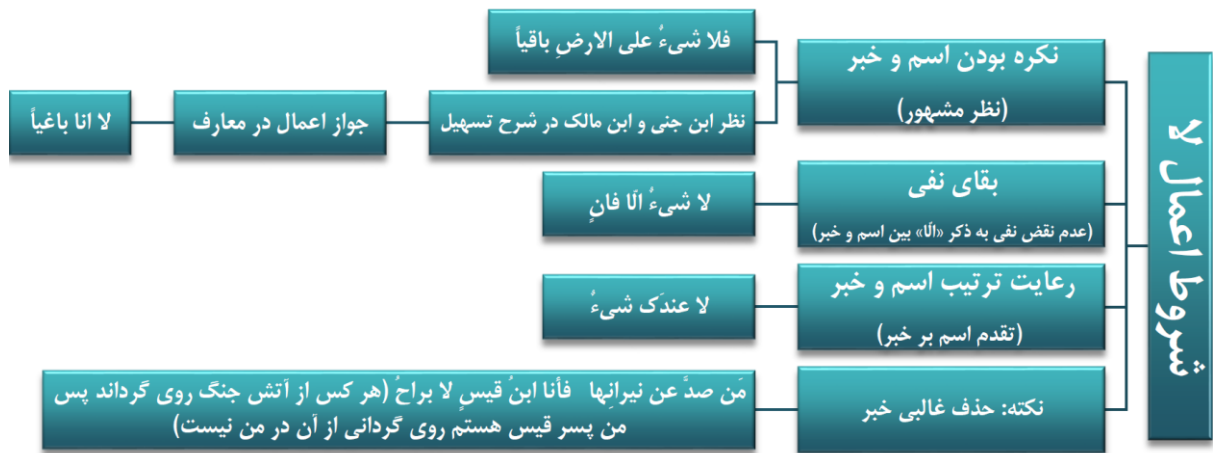 شروط اعمال لا
نکره بودن اسم و خبر
(نظر مشهور)
فلا شیءٌ علی الارضِ باقیاً
نظر ابن جنی و ابن مالک در شرح تسهیل
جواز اعمال در معارف
لا انا باغیاً
بقای نفی
(عدم نقض نفی به ذکر «الّا» بین اسم و خبر)
لا شیءٌ الّا فانٍ
رعایت ترتیب اسم و خبر
(تقدم اسم بر خبر)
لا عندَک شیءٌ
نکته: حذف غالبی خبر
مَن صدَّ عن نیرانِها فأنا ابنُ قیسٍ لا براحُ (هر کس از آتش جنگ روی گرداند پس
من پسر قیس هستم روی گردانی از آن در من نیست)